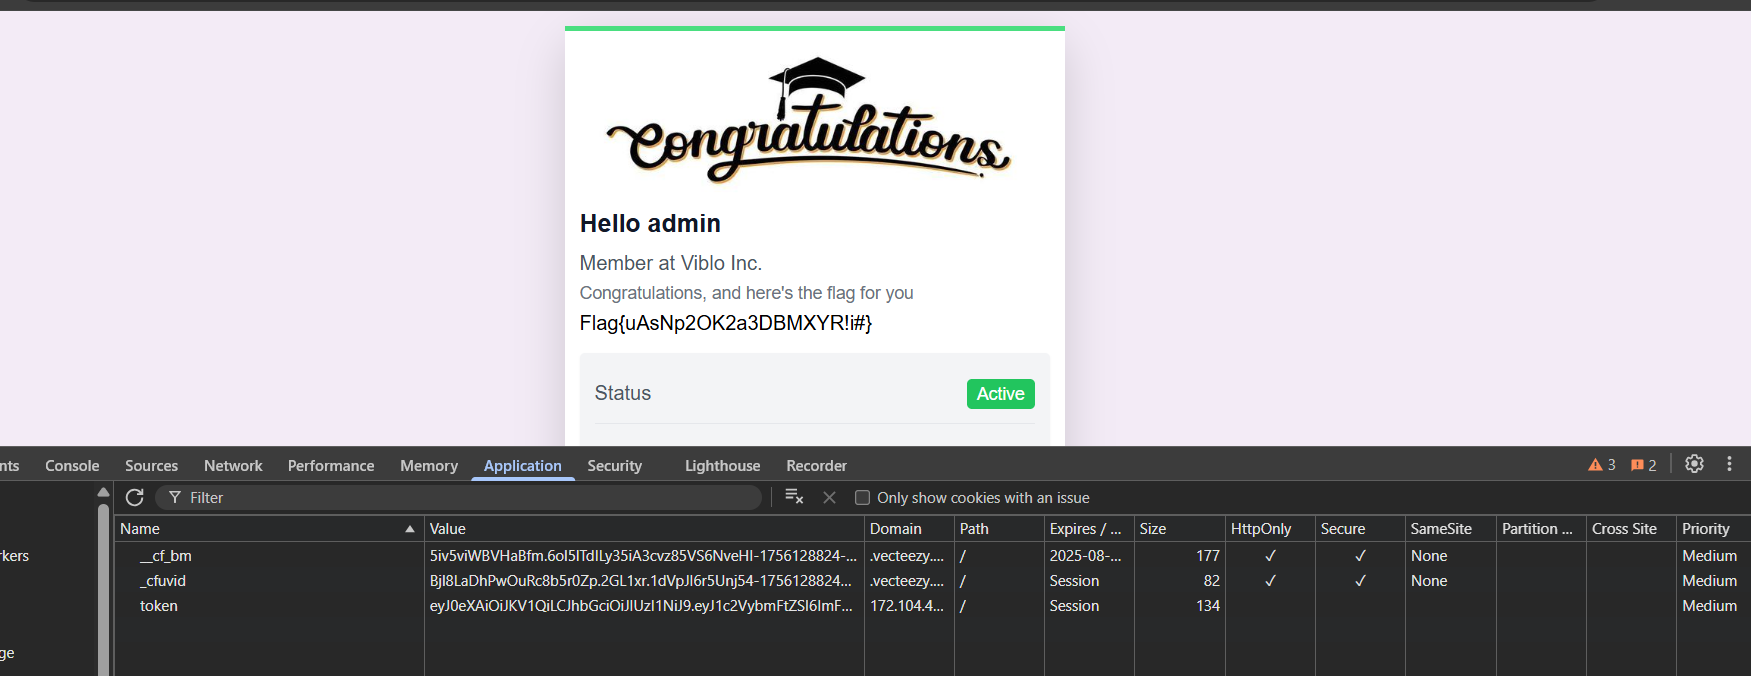 Congratulations
Hello admin
Member at Viblo Inc.
Congratulations, and here's the flag for you
Flag{uAsNp2OK2a3DBMXYR!i#}
Status Active
nts Console Sources Network Performance Memory Application Security Lighthouse Recorder 3 2
Filter Only show cookies with an issue
Name Value Domain Path Expires / ... Size HttpOnly Secure SameSite Partition ... Cross Site Priority
__cf_bm 5iv5viWBVHaBfm.6oI5ITdILy35iA3cvz85VS6NveHI-1756128824-... .vecteezy.... / 2025-08-... 177 ✓ ✓ None Medium
_cfuvid BjI8LaDhPwOuRc8b5r0Zp.2GL1xr.1dVpJI6r5Unj54-1756128824... .vecteezy.... / Session 82 ✓ ✓ None Medium
token eyJ0eXAiOiJKV1QiLCJhbGciOiJIUzI1NiJ9.eyJ1c2VybmFtZSI6ImF... 172.104.4... / Session 134 Medium
rkers
ge